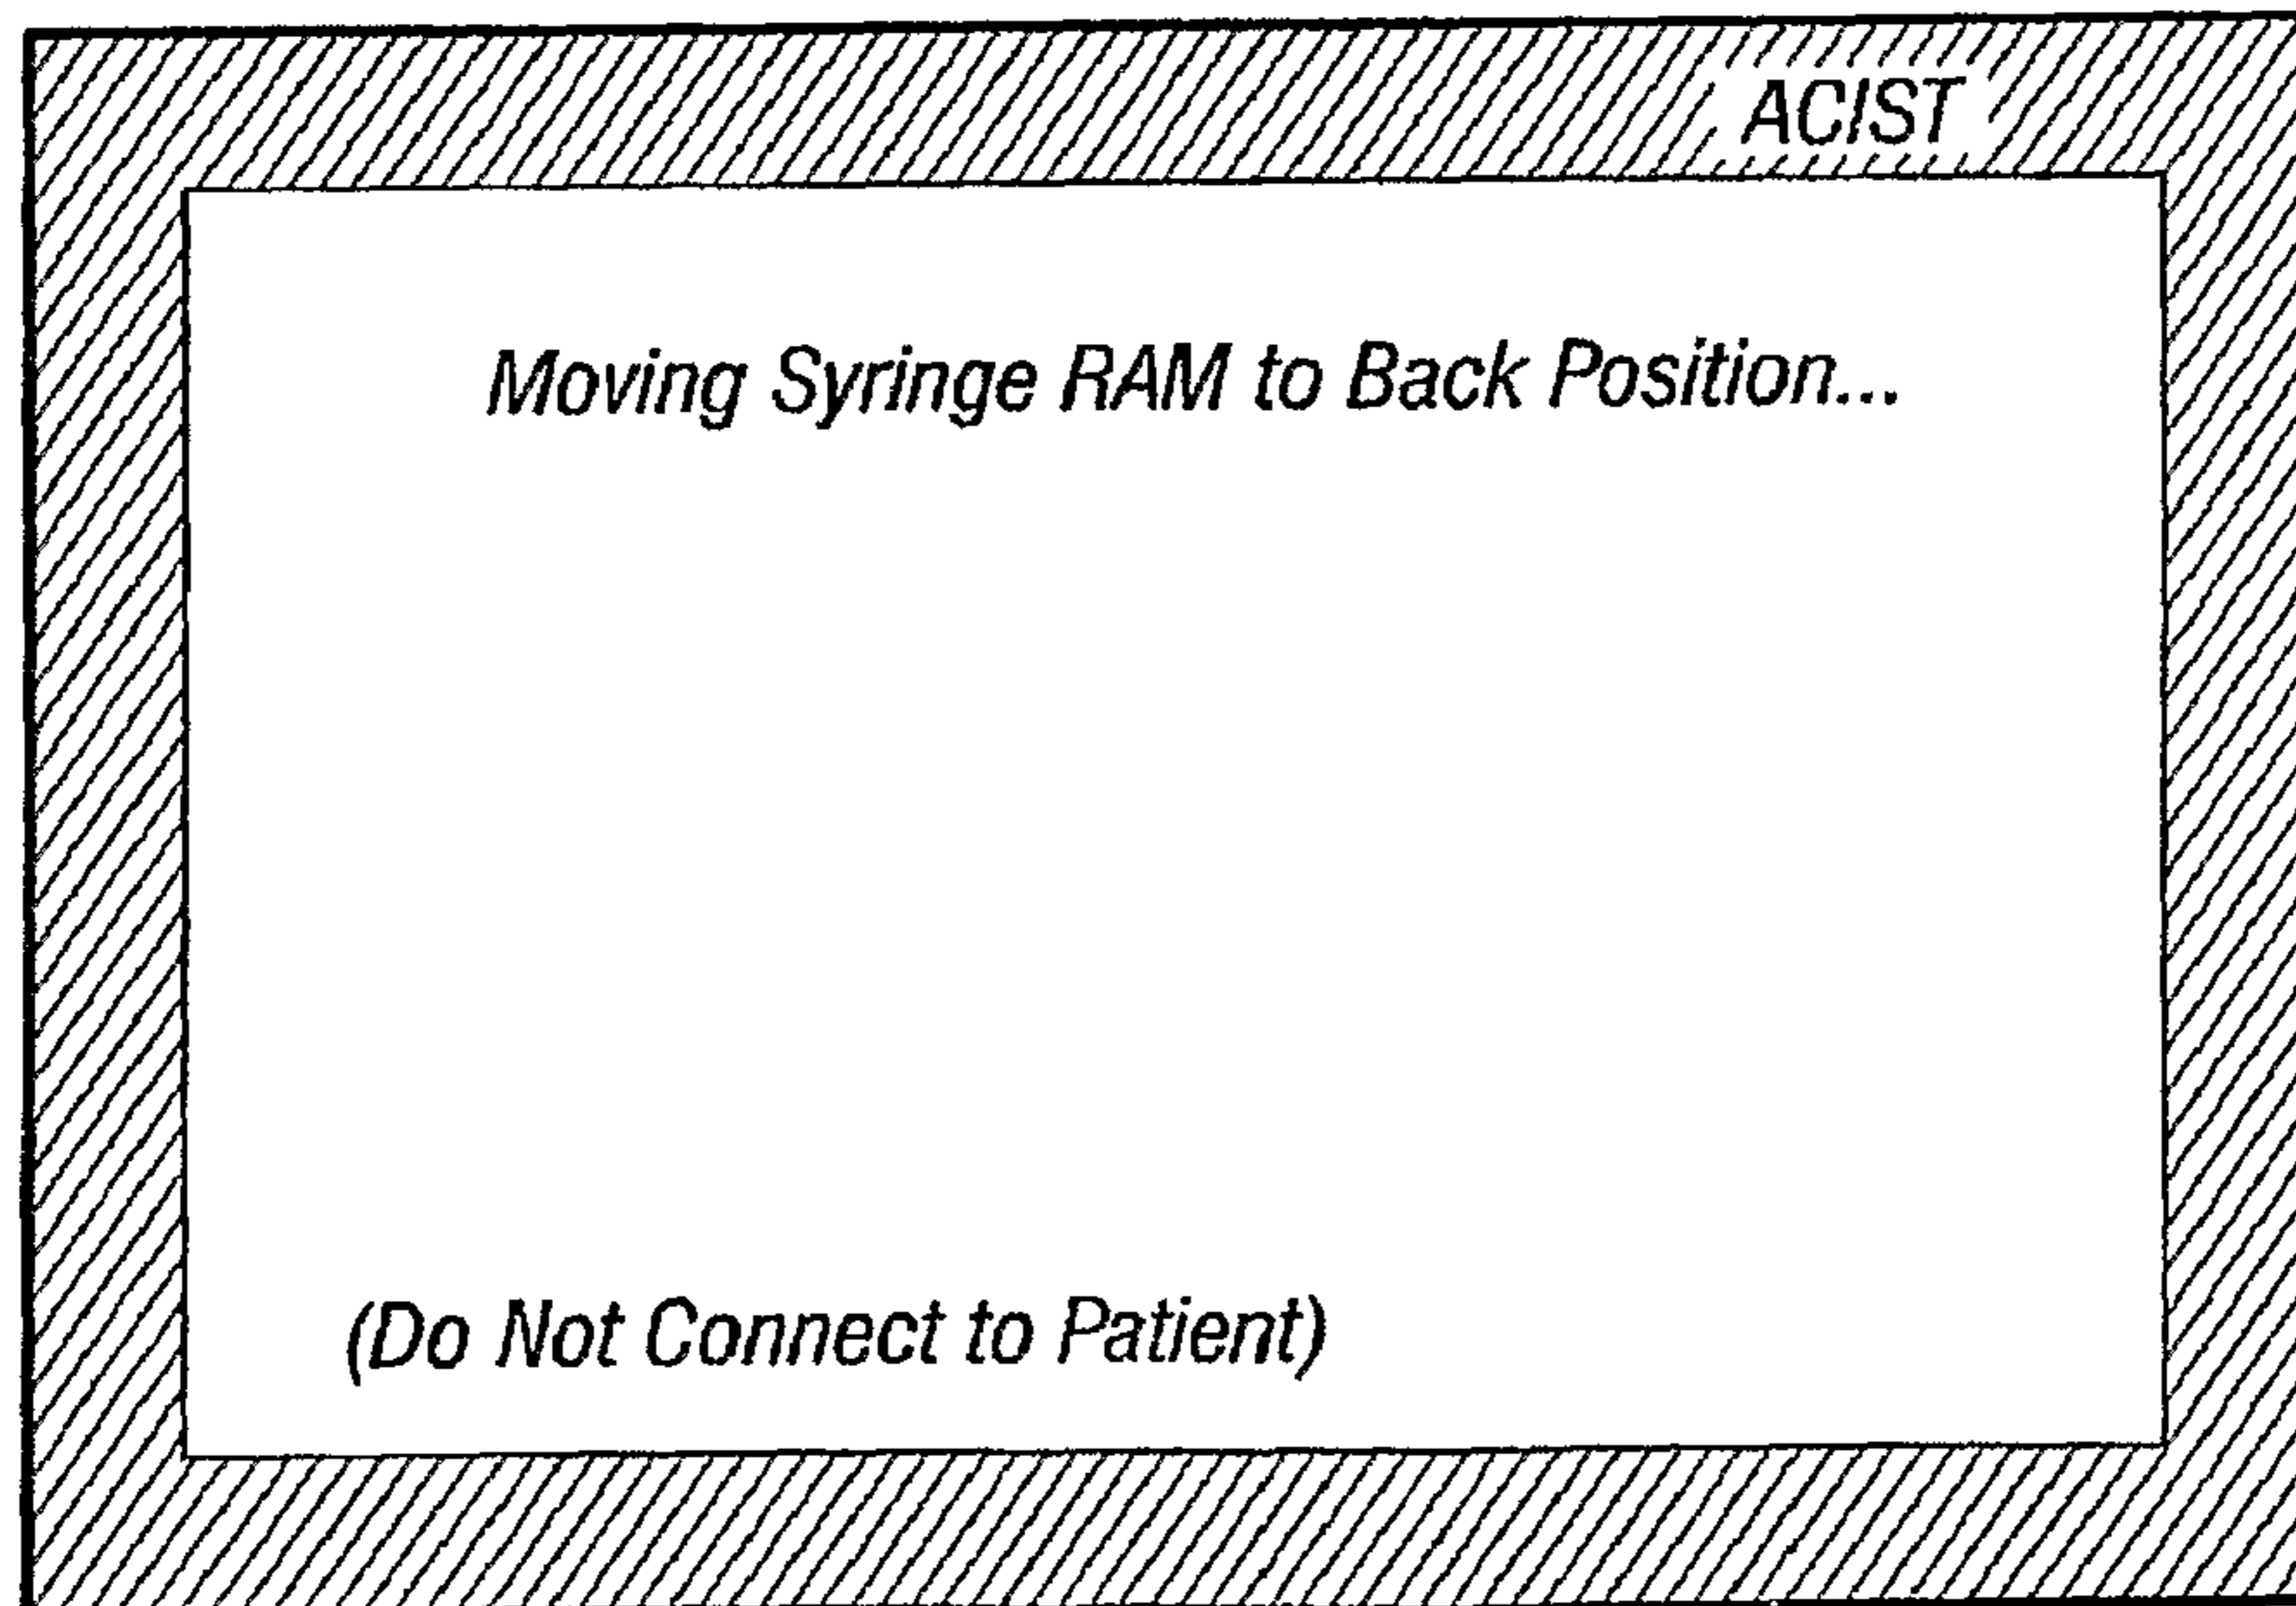 ACIST
Moving Syringe RAM to Back Position...
(Do Not Connect to Patient)